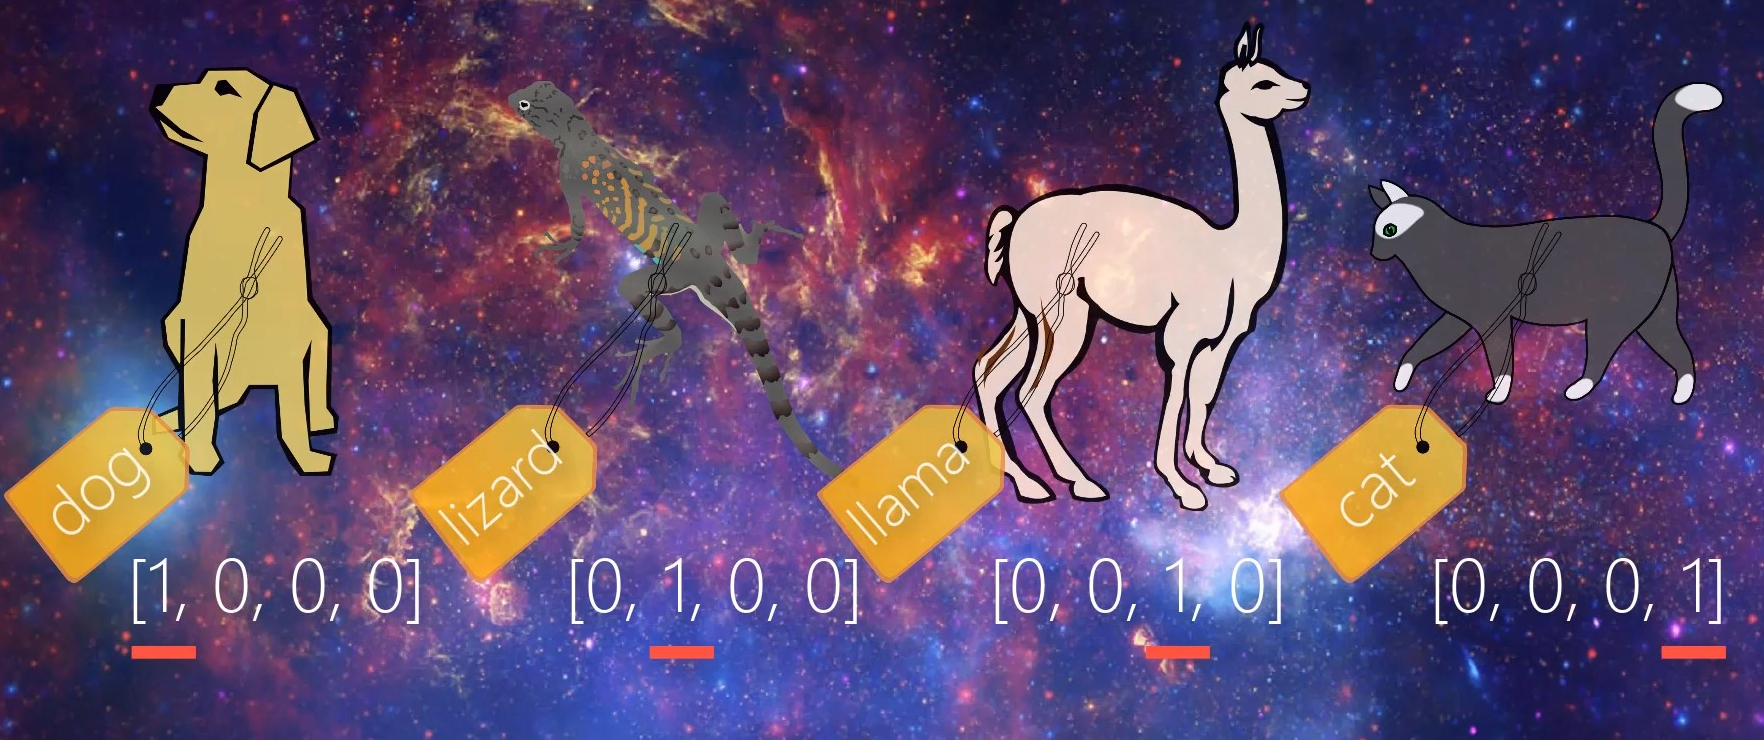 dog
lizard
llama
cat
[1, 0, 0, 0]
[0, 1, 0, 0]
[0, 0, 1, 0]
[0, 0, 0, 1]